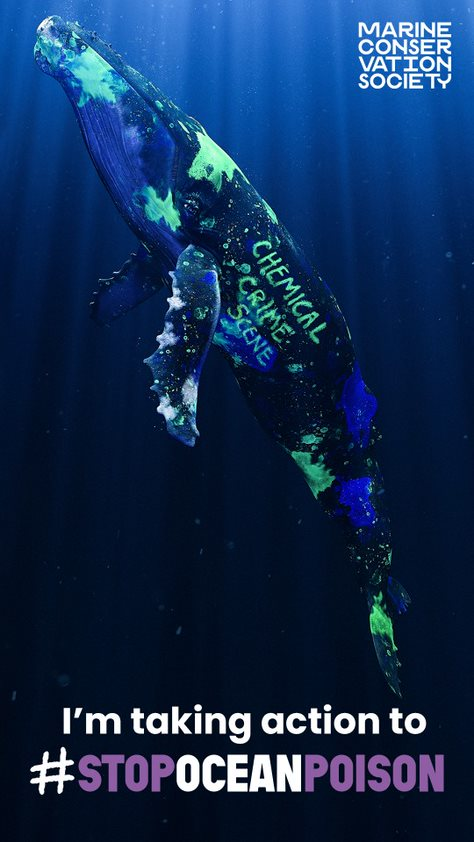 MARINE
CONSER
VATION
SOCIETY
CHEMICAL
CRIME
SCENE
I'm taking action to
#STOPOCEANPOISON